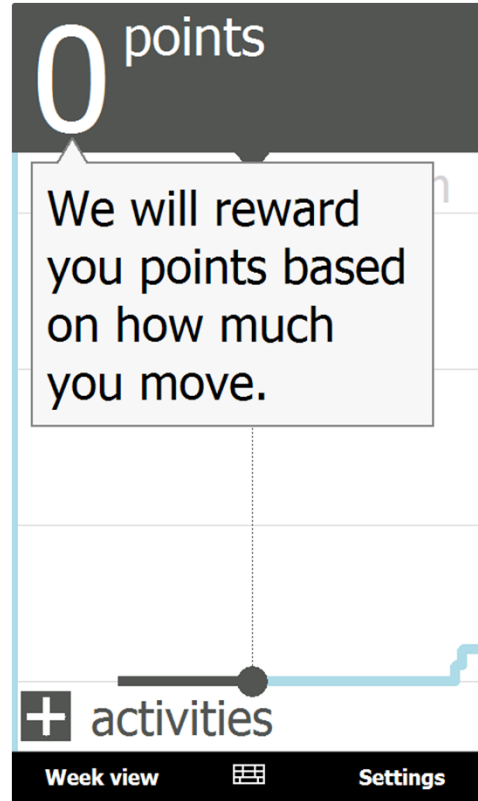 0 points
We will reward
you points based
on how much
you move.
+ activities
Week view
Settings